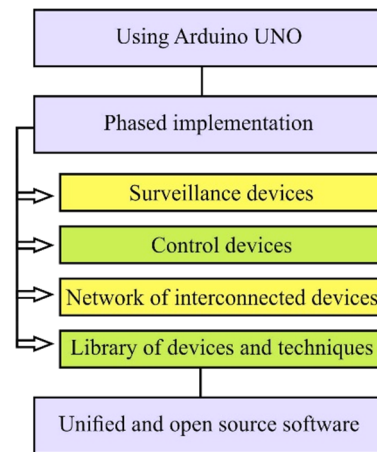 Using Arduino UNO
Phased implementation
Surveillance devices
Control devices
Network of interconnected devices
Library of devices and techniques
Unified and open source software